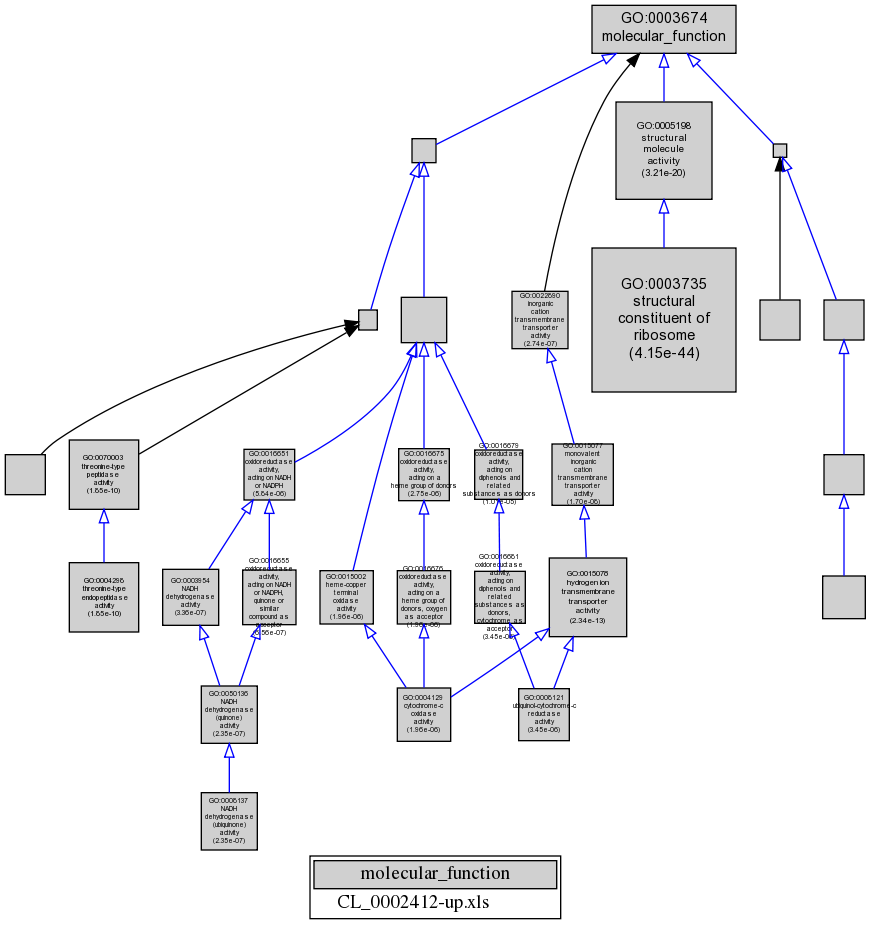 GO:0003674
molecular_function
GO:0005198
structural
molecule
activity
(3.21e-20)
GO:0003735
structural
constituent of
ribosome
(4.15e-44)
GO:0022890
inorganic
cation
transmembrane
transporter
activity
(2.74e-07)
GO:0070003
threonine-type
peptidase
activity
(1.85e-10)
GO:0016651
oxidoreductase
activity,
acting on NADH
or NADPH
(5.64e-06)
GO:0016675
oxidoreductase
activity,
acting on a
heme group of donors
(2.75e-06)
GO:0016679
oxidoreductase
activity,
acting on
diphenols and
related
substances as donors
(1.01e-05)
GO:0015077
monovalent
inorganic
cation
transmembrane
transporter
activity
(1.70e-06)
GO:0004298
threonine-type
endopeptidase
activity
(1.85e-10)
GO:0003954
NADH
dehydrogenase
activity
(3.36e-07)
GO:0016655
oxidoreductase
activity,
acting on NADH
or NADPH,
quinone or
similar
compound as
acceptor
GO:0015002
heme-copper
terminal
oxidase
activity
(1.96e-06)
GO:0016676
oxidoreductase
activity,
acting on a
heme group of
donors, oxygen
as acceptor
(1.96e-06)
GO:0016681
oxidoreductase
activity,
acting on
diphenols and
related
substances as
donors,
cytochrome as
acceptor
GO:0015078
hydrogen ion
transmembrane
transporter
activity
(2.34e-13)
GO:0050136
NADH
dehydrogenase
(quinone)
activity
(2.35e-07)
GO:0004129
cytochrome-c
oxidase
activity
(1.96e-06)
GO:0008121
ubiquinol-cytochrome-c
reductase
activity
(3.45e-06)
GO:0008137
NADH
dehydrogenase
(ubiquinone)
activity
(2.35e-07)
molecular_function
CL_0002412-up.xls